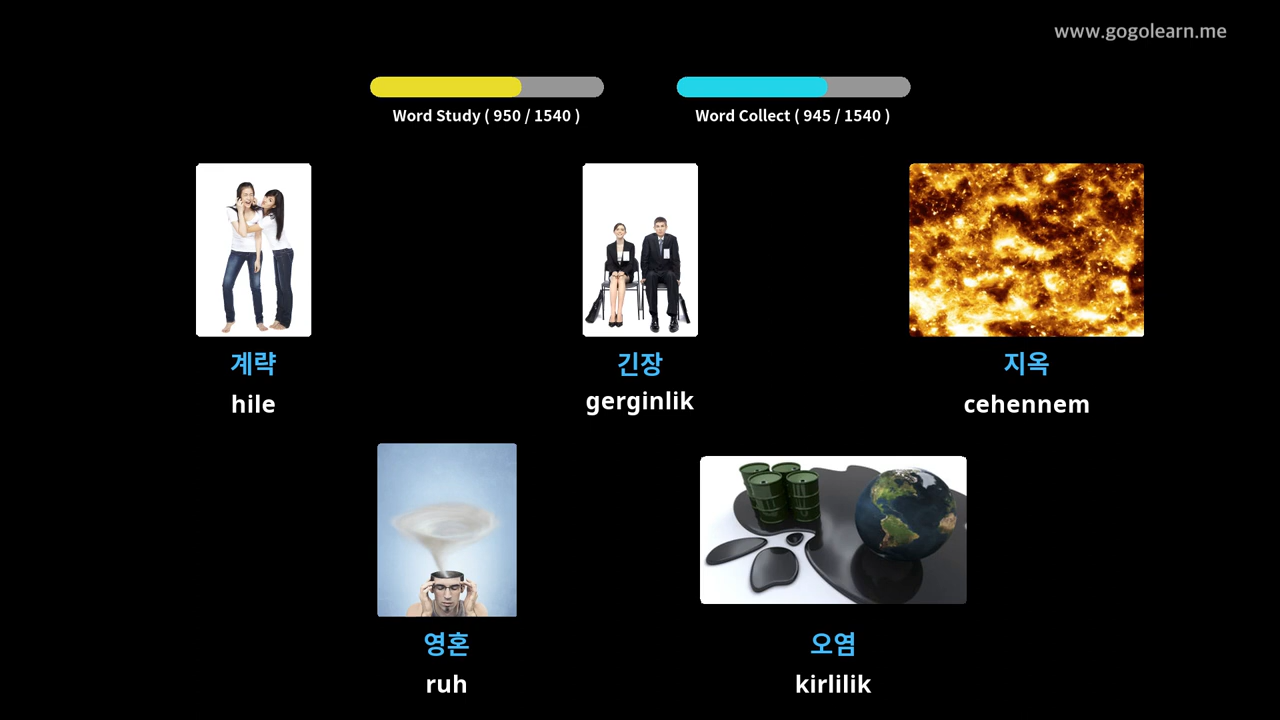 www.gogolearn.me
Word Study ( 950 / 1540 )
Word Collect ( 945 / 1540 )
계략
hile
긴장
gerginlik
지옥
cehennem
영혼
ruh
오염
kirlilik